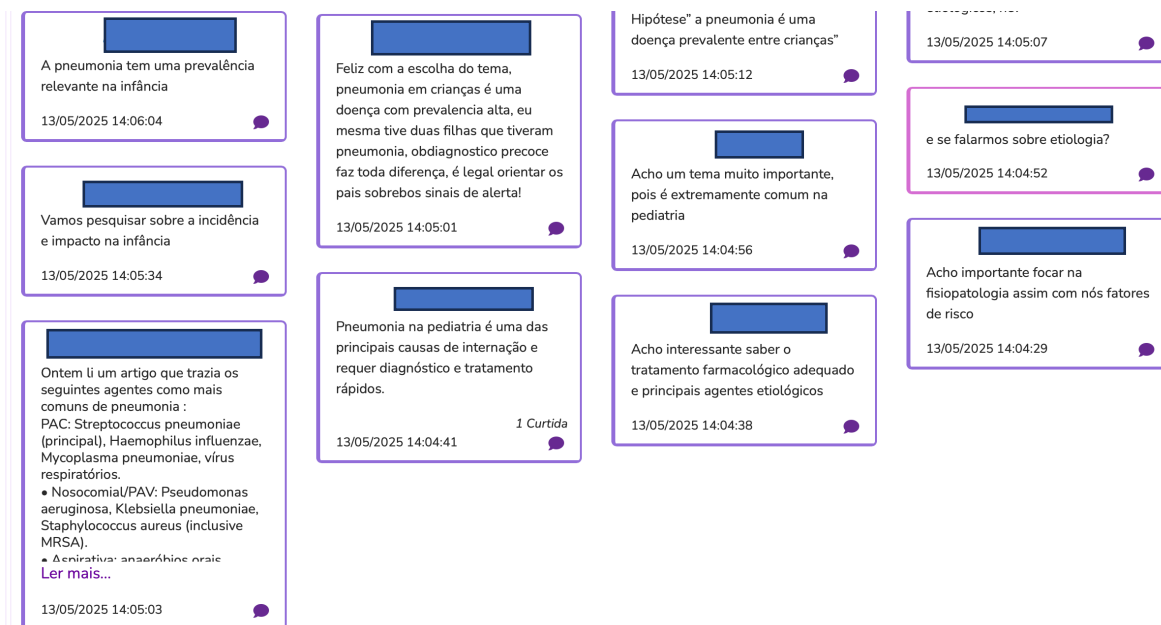 A pneumonia tem uma prevalência
relevante na infância
13/05/2025 14:06:04
Vamos pesquisar sobre a incidência
e impacto na infância
13/05/2025 14:05:34
Ontem li um artigo que trazia os
seguintes agentes como mais
comuns de pneumonia :
PAC: Streptococcus pneumoniae
(principal), Haemophilus influenzae,
Mycoplasma pneumoniae, vírus
respiratórios.
• Nosocomial/PAV: Pseudomonas
aeruginosa, Klebsiella pneumoniae,
Staphylococcus aureus (inclusive
MRSA).
• Aspirativa: anaeróbios orais
Ler mais...
13/05/2025 14:05:03
Feliz com a escolha do tema,
pneumonia em crianças é uma
doença com prevalencia alta, eu
mesma tive duas filhas que tiveram
pneumonia, obdiagnostico precoce
faz toda diferença, é legal orientar os
pais sobrebos sinais de alerta!
13/05/2025 14:05:01
Pneumonia na pediatria é uma das
principais causas de internação e
requer diagnóstico e tratamento
rápidos.
1 Curtida
13/05/2025 14:04:41
Hipótese” a pneumonia é uma
doença prevalente entre crianças”
13/05/2025 14:05:12
Acho um tema muito importante,
pois é extremamente comum na
pediatria
13/05/2025 14:04:56
Acho interessante saber o
tratamento farmacológico adequado
e principais agentes etiológicos
13/05/2025 14:04:38
13/05/2025 14:05:07
e se falarmos sobre etiologia?
13/05/2025 14:04:52
Acho importante focar na
fisiopatologia assim com nós fatores
de risco
13/05/2025 14:04:29